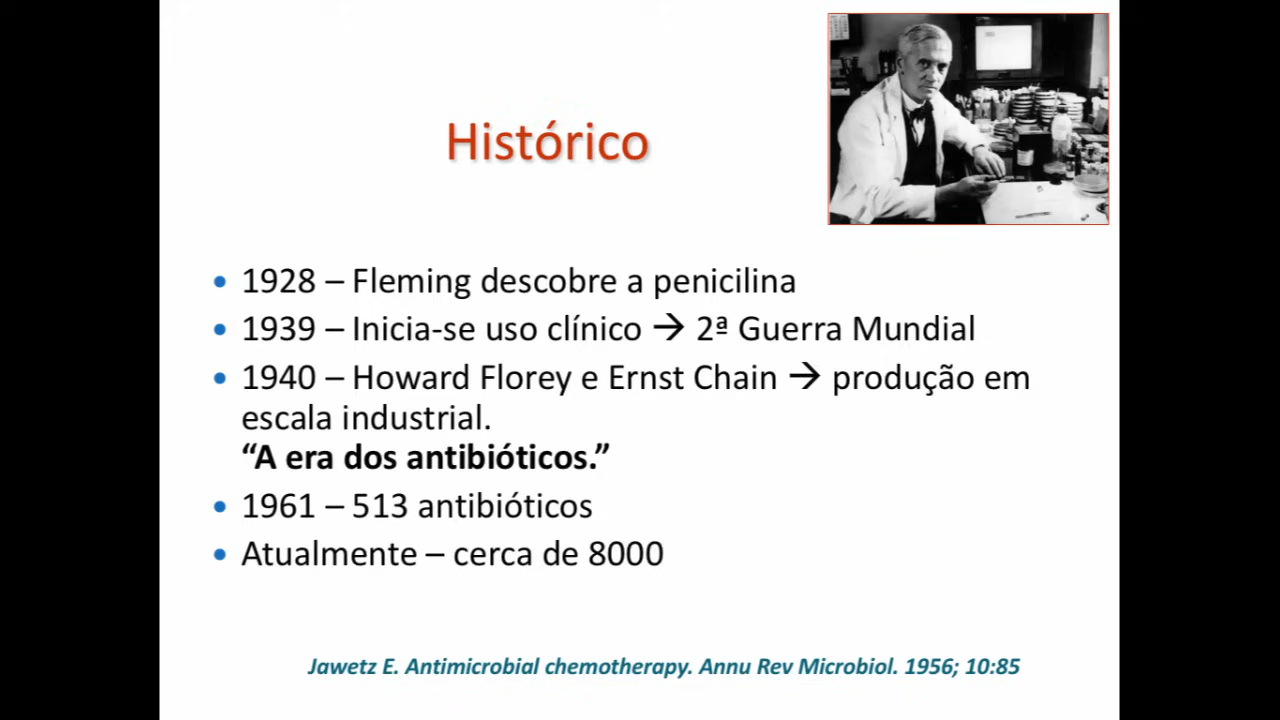 Histórico
• 1928 – Fleming descobre a penicilina
• 1939 – Inicia-se uso clínico → 2ª Guerra Mundial
• 1940 – Howard Florey e Ernst Chain → produção em
escala industrial.
“A era dos antibióticos.”
• 1961 – 513 antibióticos
• Atualmente – cerca de 8000
Jawetz E. Antimicrobial chemotherapy. Annu Rev Microbiol. 1956; 10:85